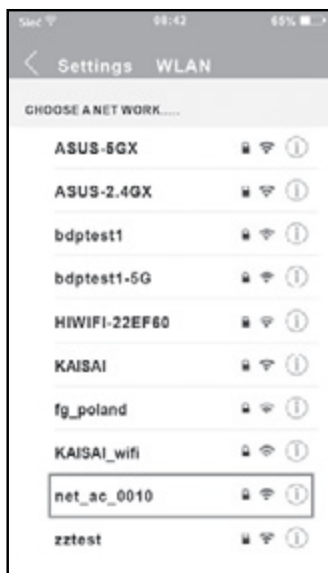 Sieć 08:42 65%
Settings WLAN
CHOOSE A NET WORK.....
ASUS-5GX
ASUS-2.4GX
bdptest1
bdptest1-5G
HIWIFI-22EF60
KAISAI
fg_poland
KAISAI_wifi
net_ac_0010
zztest